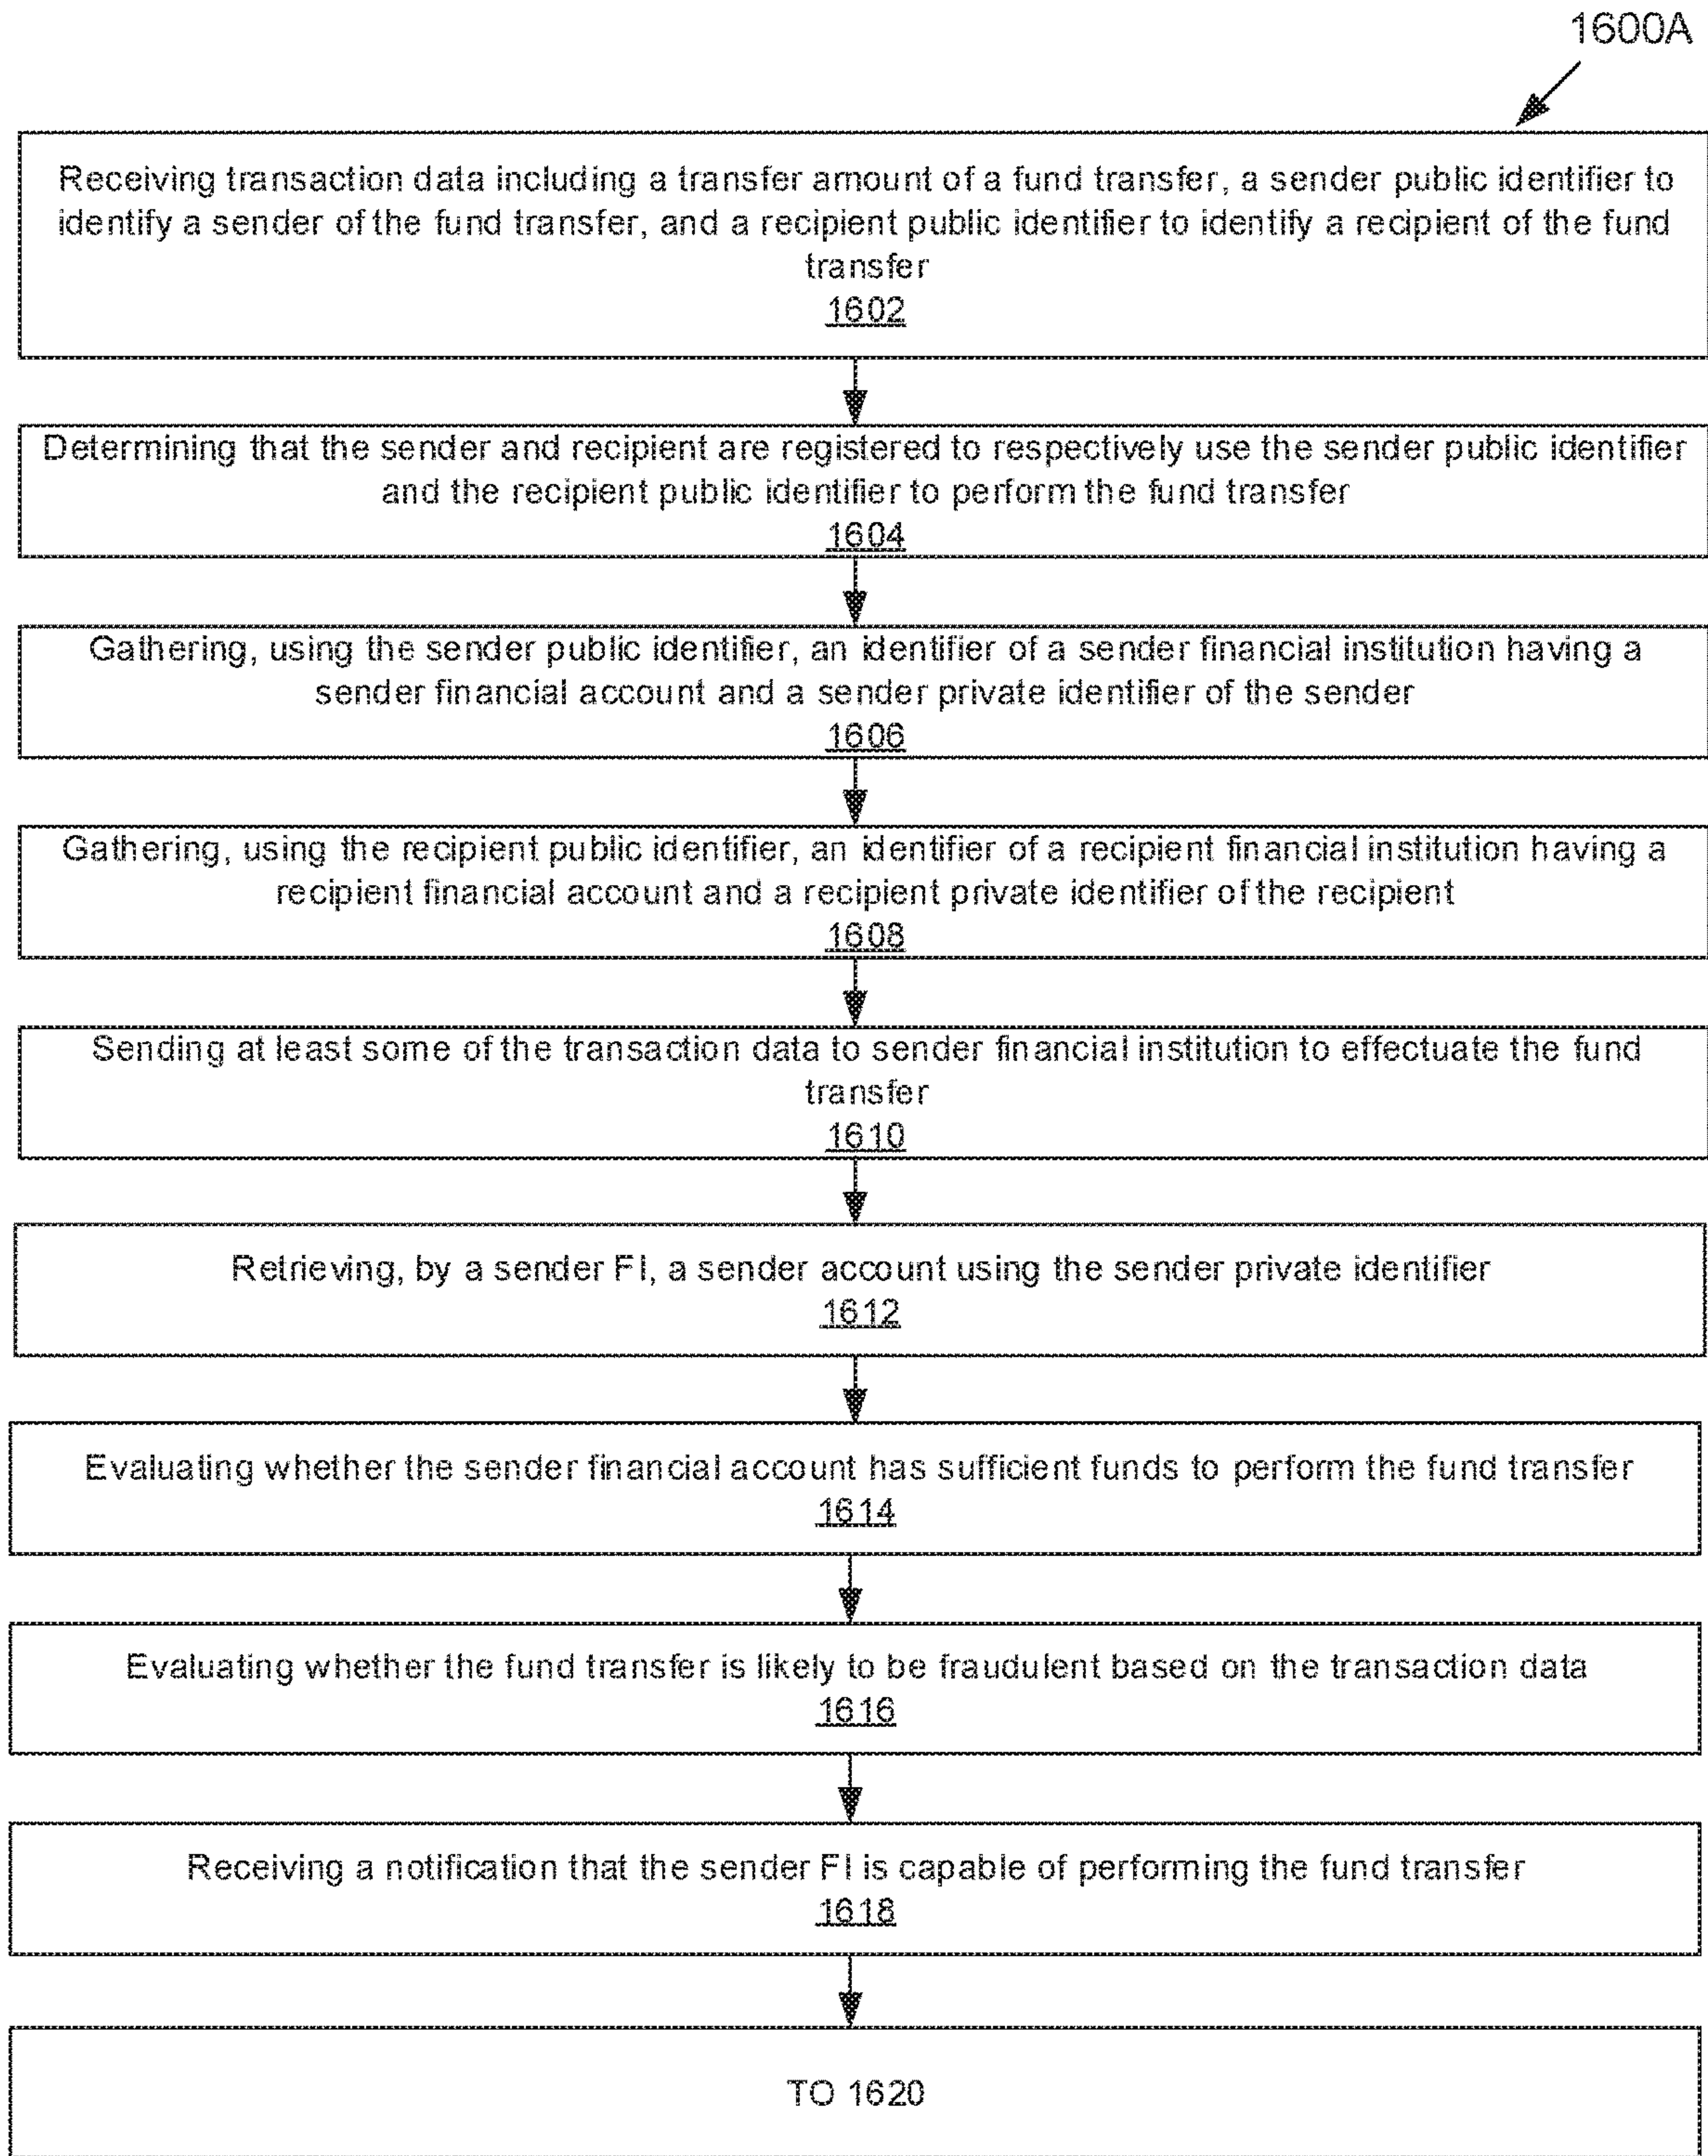 1600A
Receiving transaction data including a transfer amount of a fund transfer, a sender public identifier to
identify a sender of the fund transfer, and a recipient public identifier to identify a recipient of the fund
transfer
1602
Determining that the sender and recipient are registered to respectively use the sender public identifier
and the recipient public identifier to perform the fund transfer
1604
Gathering, using the sender public identifier, an identifier of a sender financial institution having a
sender financial account and a sender private identifier of the sender
1606
Gathering, using the recipient public identifier, an identifier of a recipient financial institution having a
recipient financial account and a recipient private identifier of the recipient
1608
Sending at least some of the transaction data to sender financial institution to effectuate the fund
transfer
1610
Retrieving, by a sender FI, a sender account using the sender private identifier
1612
Evaluating whether the sender financial account has sufficient funds to perform the fund transfer
1614
Evaluating whether the fund transfer is likely to be fraudulent based on the transaction data
1616
Receiving a notification that the sender FI is capable of performing the fund transfer
1618
TO 1620